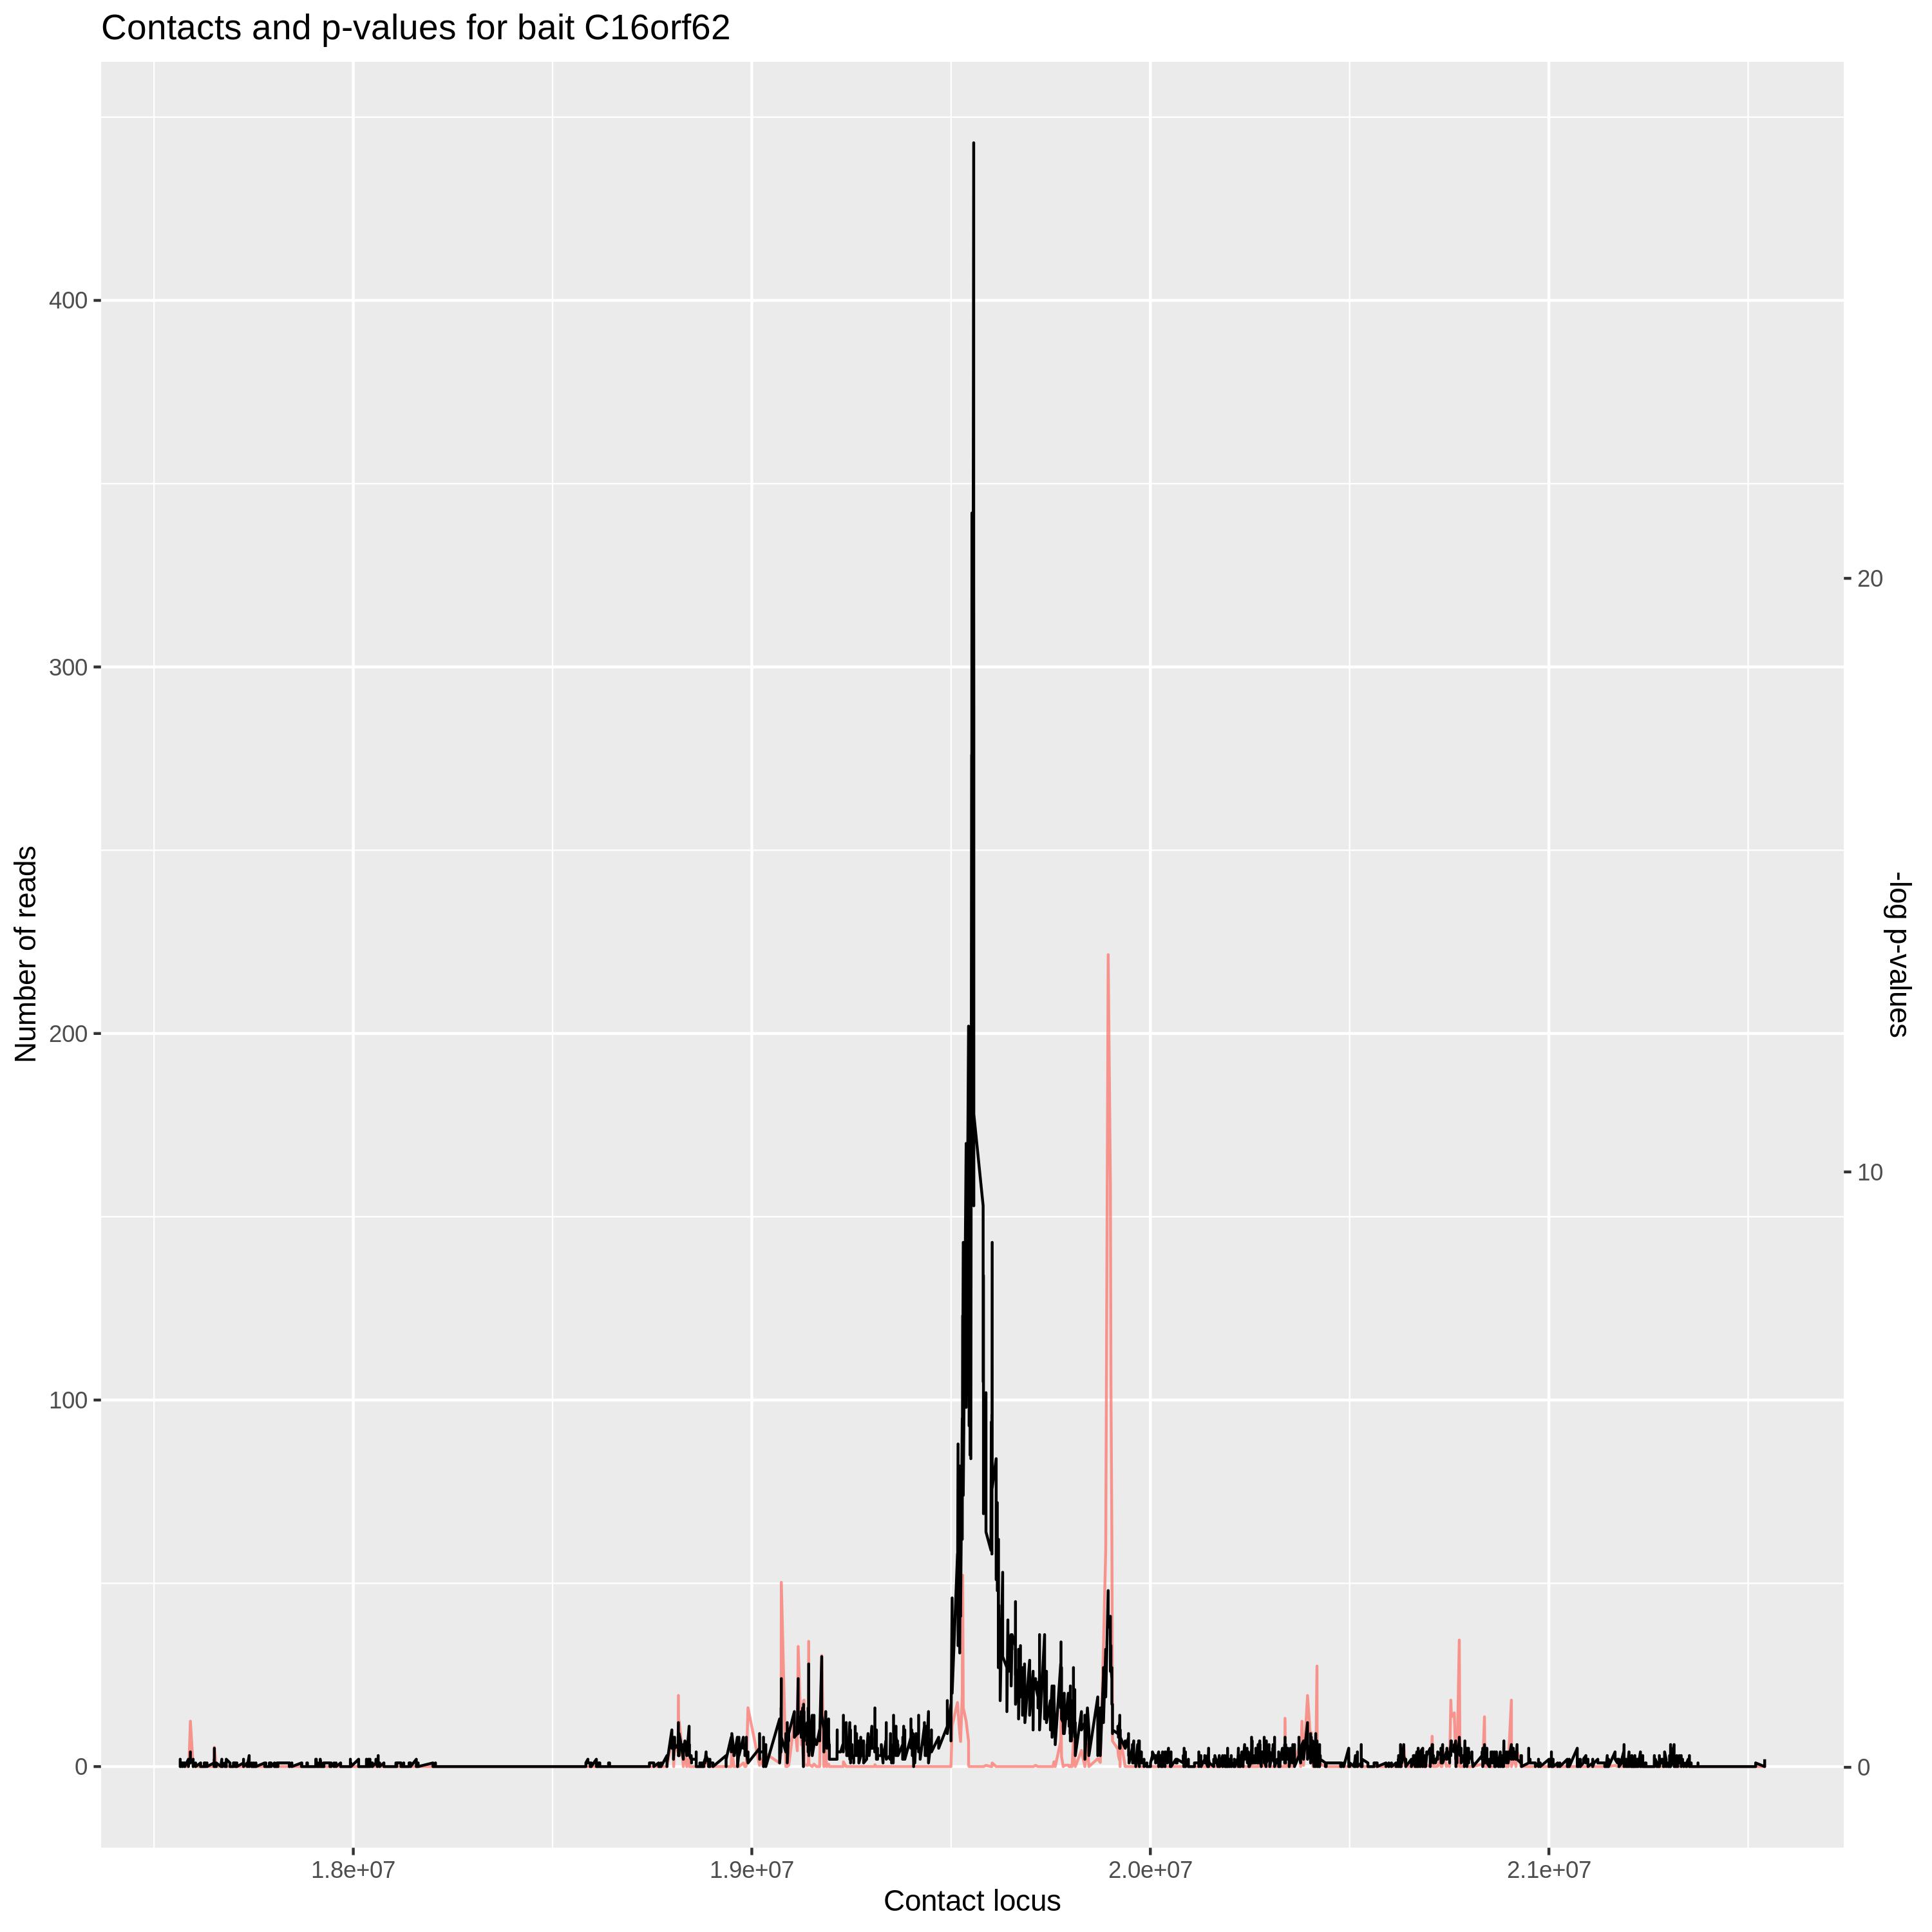 Contacts and p-values for bait C16orf62
Number of reads
400
300
200
100
0
-log p-values
20
10
0
1.8e+07
1.9e+07
2.0e+07
2.1e+07
Contact locus